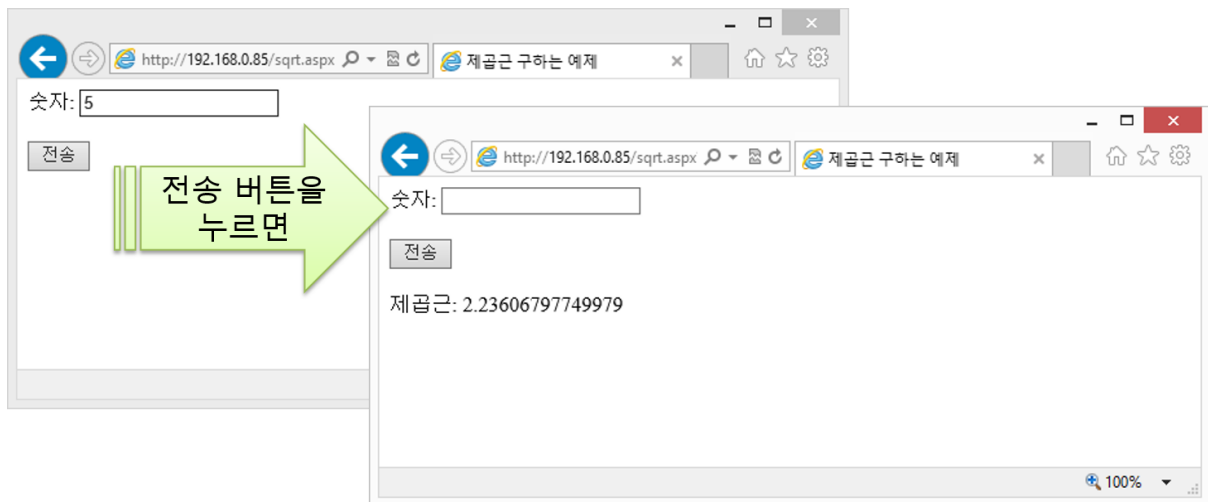 http://192.168.0.85/sqrt.aspx
제곱근 구하는 예제
숫자: 5
전송
전송 버튼을
누르면
http://192.168.0.85/sqrt.aspx
제곱근 구하는 예제
숫자:
전송
제곱근: 2.23606797749979
100%